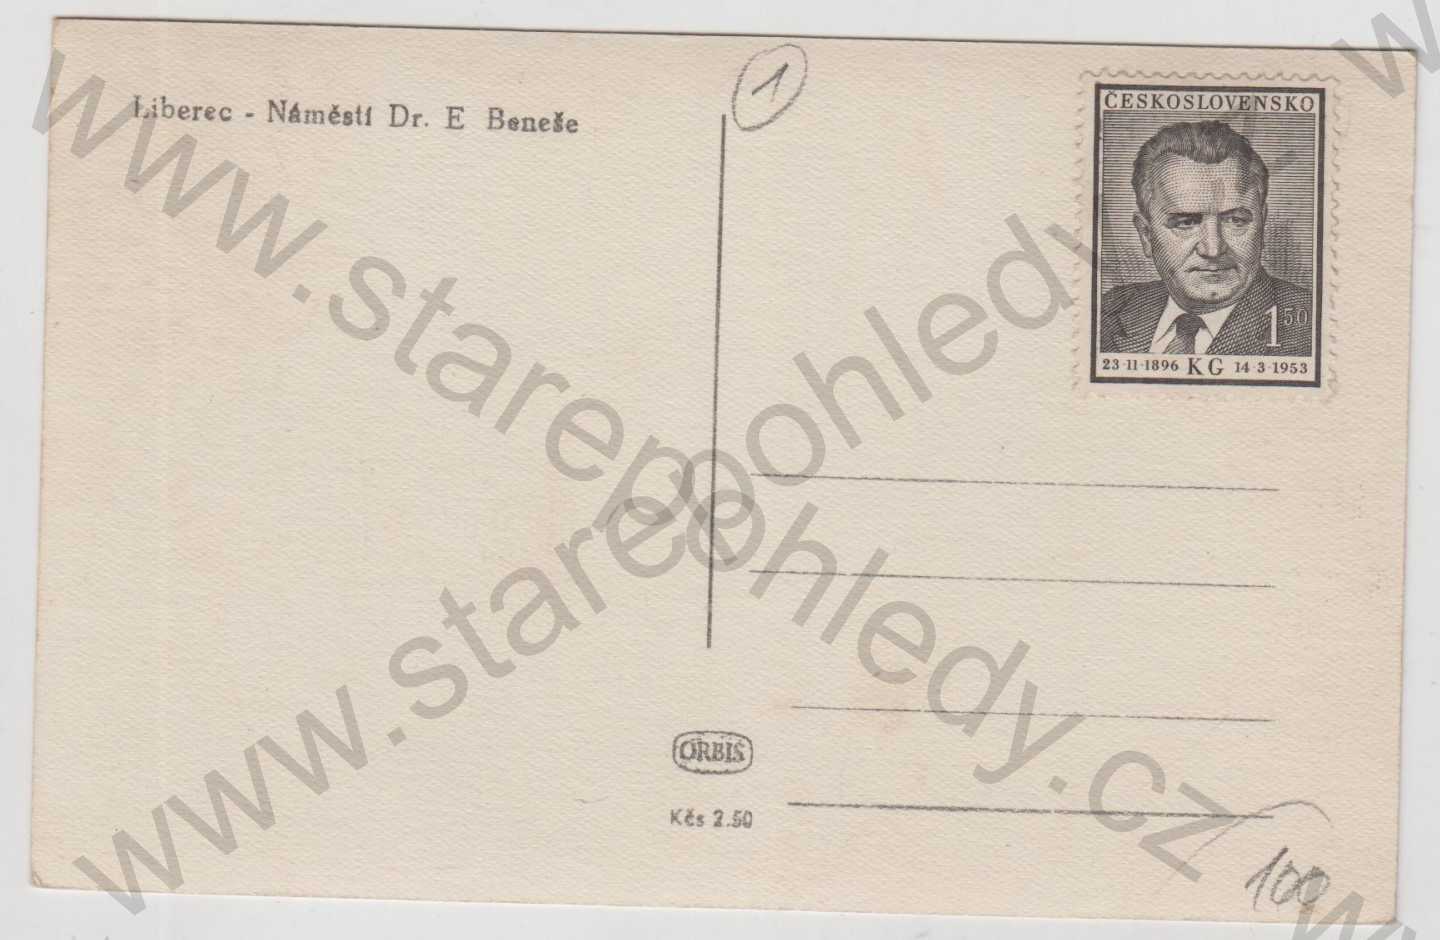 Liberec - Náměstí Dr. E Beneše
1
ČESKOSLOVENSKO
1 50
23·11·1896 KG 14·3·1953
ORBIS
Kčs 2.50
100
www.starepohledy.cz
www.starepohledy.cz